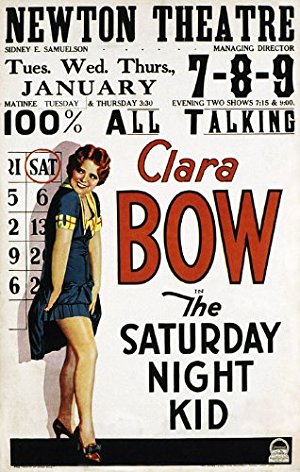 NEWTON THEATRE
SIDNEY E. SAMUELSON MANAGING DIRECTOR
Tues. Wed. Thurs., 7-8-9
JANUARY
MATINEE TUESDAY & THURSDAY 3:30 EVENING TWO SHOWS 7:15 & 9:00.
100% ALL TALKING
Clara
BOW
IN
The
SATURDAY
NIGHT
KID
RI SAT
5 6
2 13
9 20
6 2